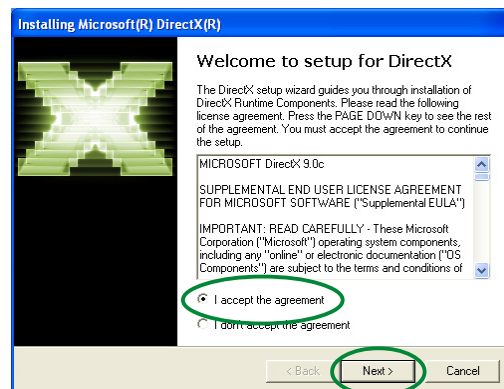 Installing Microsoft(R) DirectX(R)
Welcome to setup for DirectX
The DirectX setup wizard guides you through installation of
DirectX Runtime Components. Please read the following
license agreement. Press the PAGE DOWN key to see the rest
of the agreement. You must accept the agreement to continue
the setup.
MICROSOFT DirectX 9.0c
SUPPLEMENTAL END USER LICENSE AGREEMENT
FOR MICROSOFT SOFTWARE ("Supplemental EULA")
IMPORTANT: READ CAREFULLY - These Microsoft
Corporation ("Microsoft") operating system components,
including any "online" or electronic documentation ("OS
Components") are subject to the terms and conditions of
I accept the agreement
I don't accept the agreement
< Back
Next >
Cancel